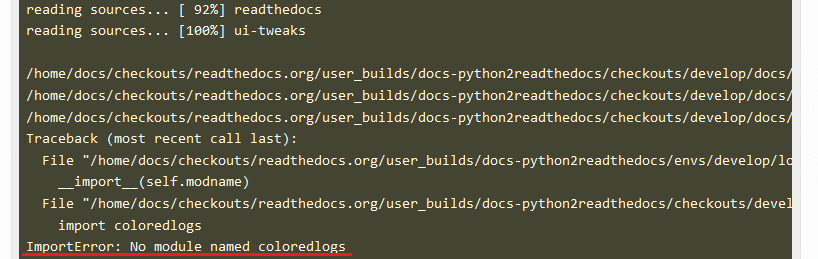 reading sources... [ 92%] readthedocs
reading sources... [100%] ui-tweaks
/home/docs/checkouts/readthedocs.org/user_builds/docs-python2readthedocs/checkouts/develop/docs/
/home/docs/checkouts/readthedocs.org/user_builds/docs-python2readthedocs/checkouts/develop/docs/
/home/docs/checkouts/readthedocs.org/user_builds/docs-python2readthedocs/checkouts/develop/docs/
Traceback (most recent call last):
  File "/home/docs/checkouts/readthedocs.org/user_builds/docs-python2readthedocs/envs/develop/lo
    __import__(self.modname)
  File "/home/docs/checkouts/readthedocs.org/user_builds/docs-python2readthedocs/checkouts/devel
    import coloredlogs
ImportError: No module named coloredlogs